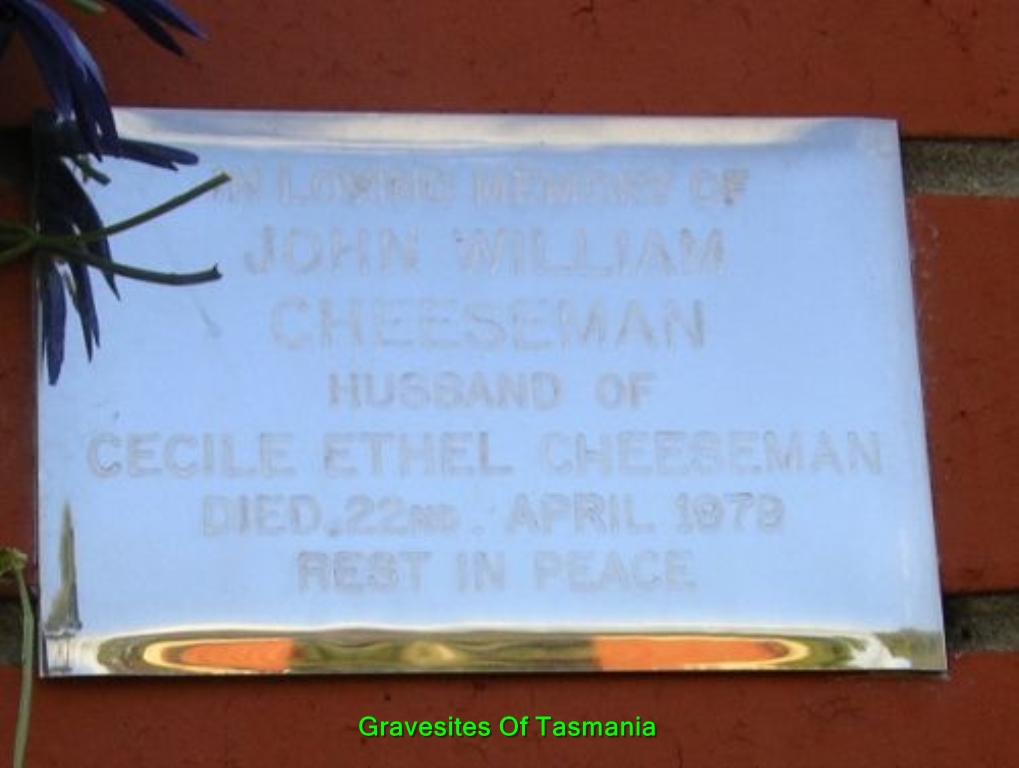 IN LOVING MEMORY OF
JOHN WILLIAM
CHEESEMAN
HUSBAND OF
CECILE ETHEL CHEESEMAN
DIED. 22ND. APRIL 1979
REST IN PEACE
Gravesites Of Tasmania